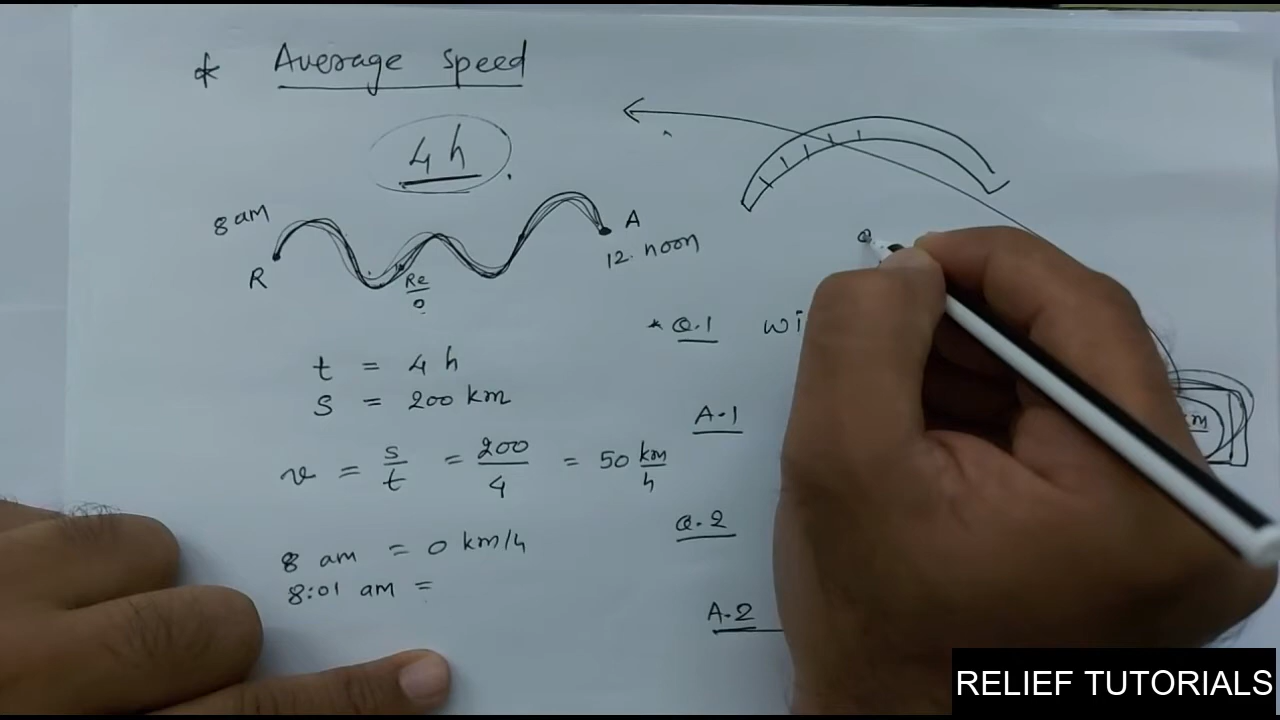 * Average speed
4 h
8 am
R
Re
0
A
12. noon
t = 4 h
S = 200 km
v = s/t = 200/4 = 50 km/h
8 am = 0 km/h
8:01 am =
* Q.1 wi
A-1
Q.2
A-2
RELIEF TUTORIALS